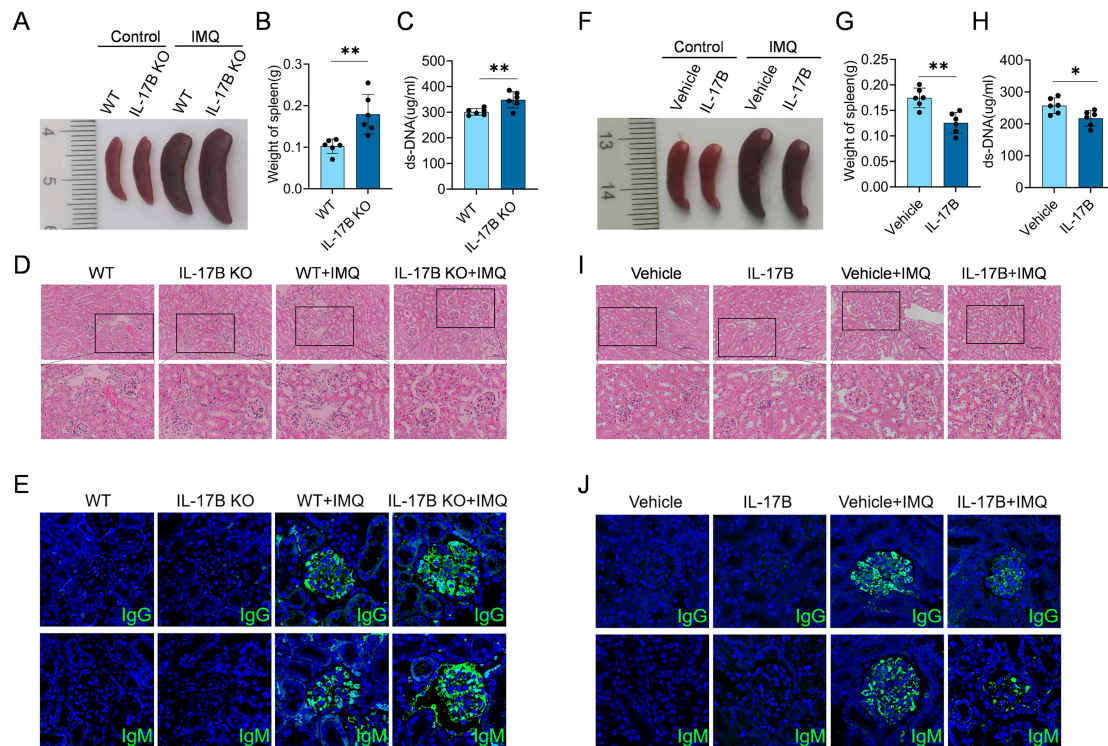 A
Control IMQ
WT IL-17B KO WT IL-17B KO
4
5
B
**
Weight of spleen(g)
0.3
0.2
0.1
0.0
WT IL-17B KO
C
**
ds-DNA(ug/ml)
500
400
300
200
100
0
WT IL-17B KO
F
Control IMQ
Vehicle IL-17B Vehicle IL-17B
13
14
G
**
Weight of spleen(g)
0.25
0.20
0.15
0.10
0.05
0.00
Vehicle IL-17B
H
*
ds-DNA(ug/ml)
400
300
200
100
0
Vehicle IL-17B
D
WT IL-17B KO WT+IMQ IL-17B KO+IMQ
I
Vehicle IL-17B Vehicle+IMQ IL-17B+IMQ
E
WT IL-17B KO WT+IMQ IL-17B KO+IMQ
IgG IgG IgG IgG
IgM IgM IgM IgM
J
Vehicle IL-17B Vehicle+IMQ IL-17B+IMQ
IgG IgG IgG IgG
IgM IgM IgM IgM